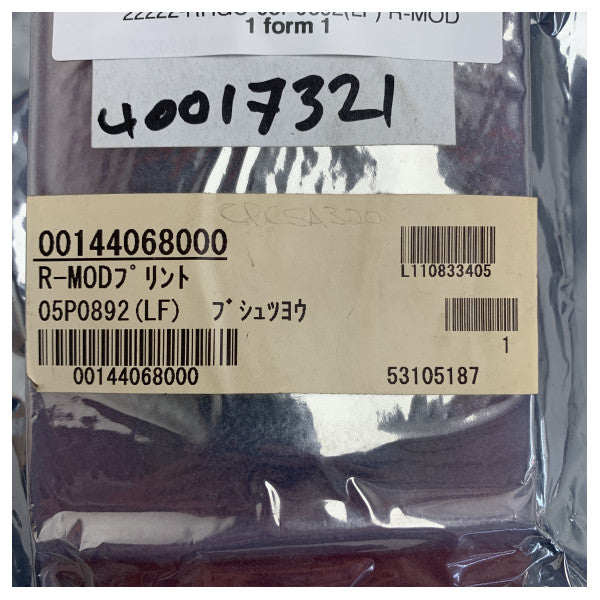 1 form 1
40017321
00144068000
R-MODﾌﾟﾘﾝﾄ
L110833405
05P0892(LF) ﾌﾞｼｭﾂﾖｳ
1
00144068000
53105187